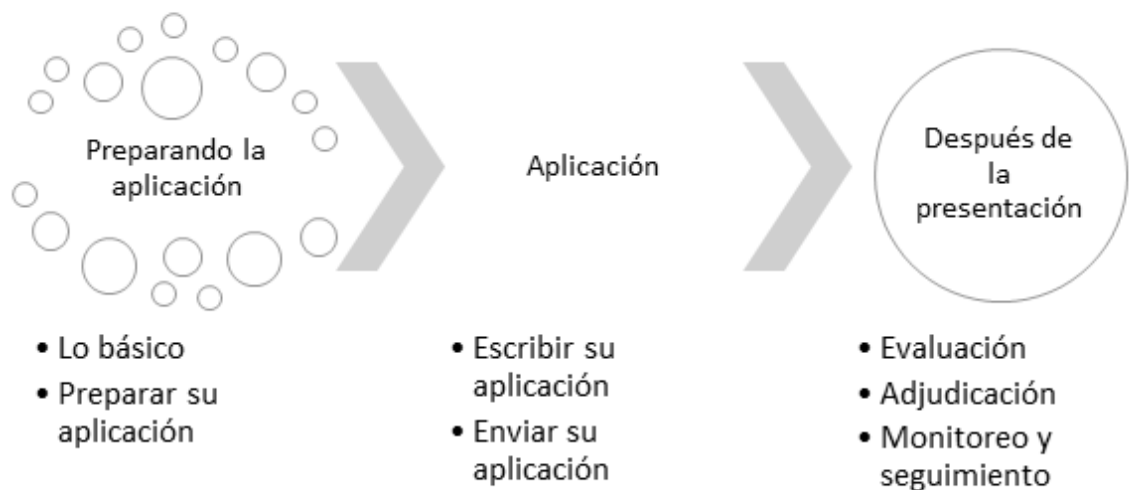 Preparando la
aplicación
Aplicación
Después de
la
presentación
• Lo básico
• Preparar su
aplicación
• Escribir su
aplicación
• Enviar su
aplicación
• Evaluación
• Adjudicación
• Monitoreo y
seguimiento